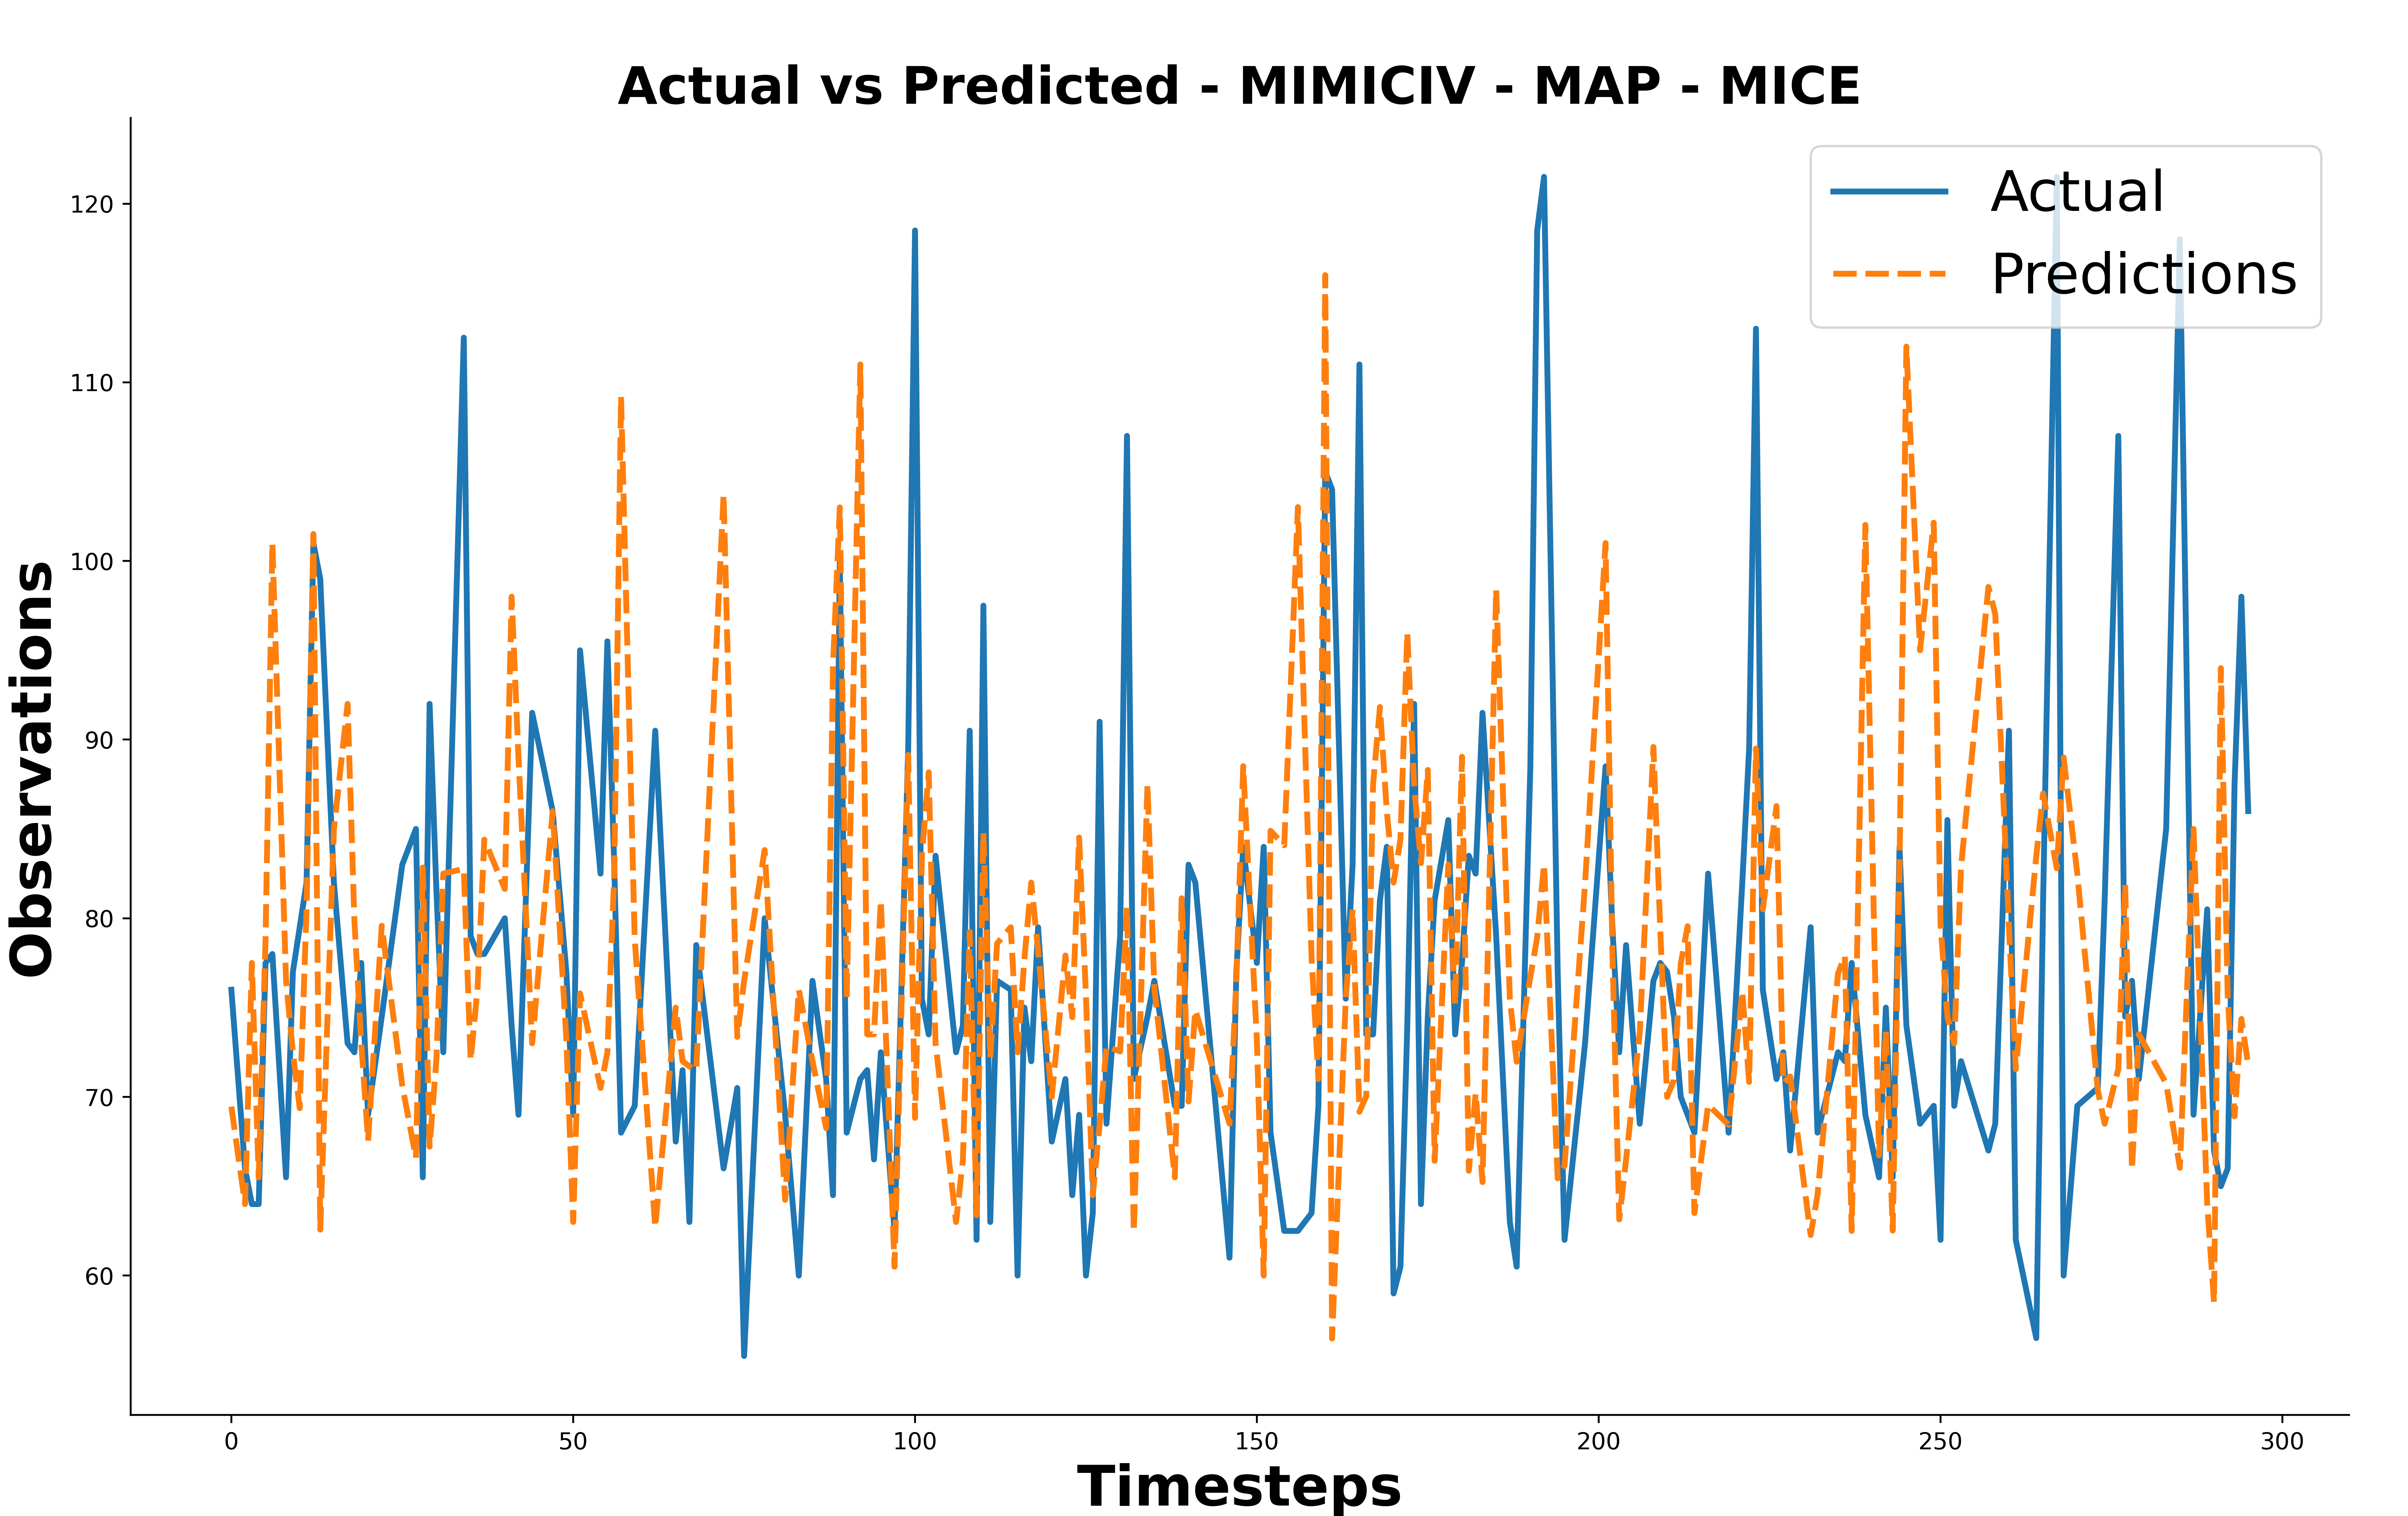 Actual vs Predicted - MIMICIV - MAP - MICE
Actual
Predictions
Observations
120
110
100
90
80
70
60
0 50 100 150 200 250 300
Timesteps